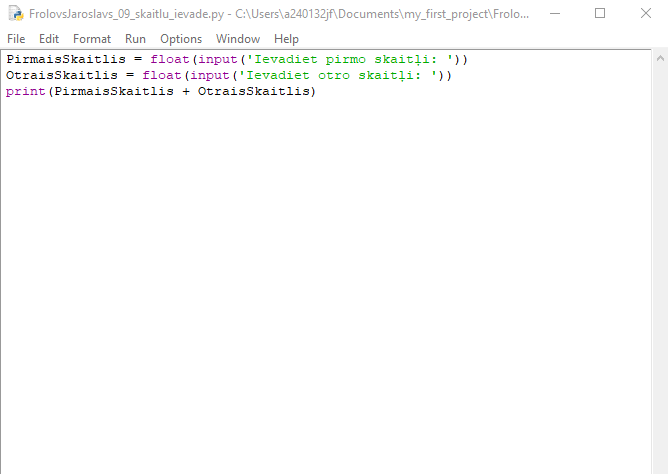 FrolovsJaroslavs_09_skaitlu_ievade.py - C:\Users\a240132jf\Documents\my_first_project\Frolo...
File Edit Format Run Options Window Help
PirmaisSkaitlis = float(input('Ievadiet pirmo skaitļi: '))
OtraisSkaitlis = float(input('Ievadiet otro skaitļi: '))
print(PirmaisSkaitlis + OtraisSkaitlis)